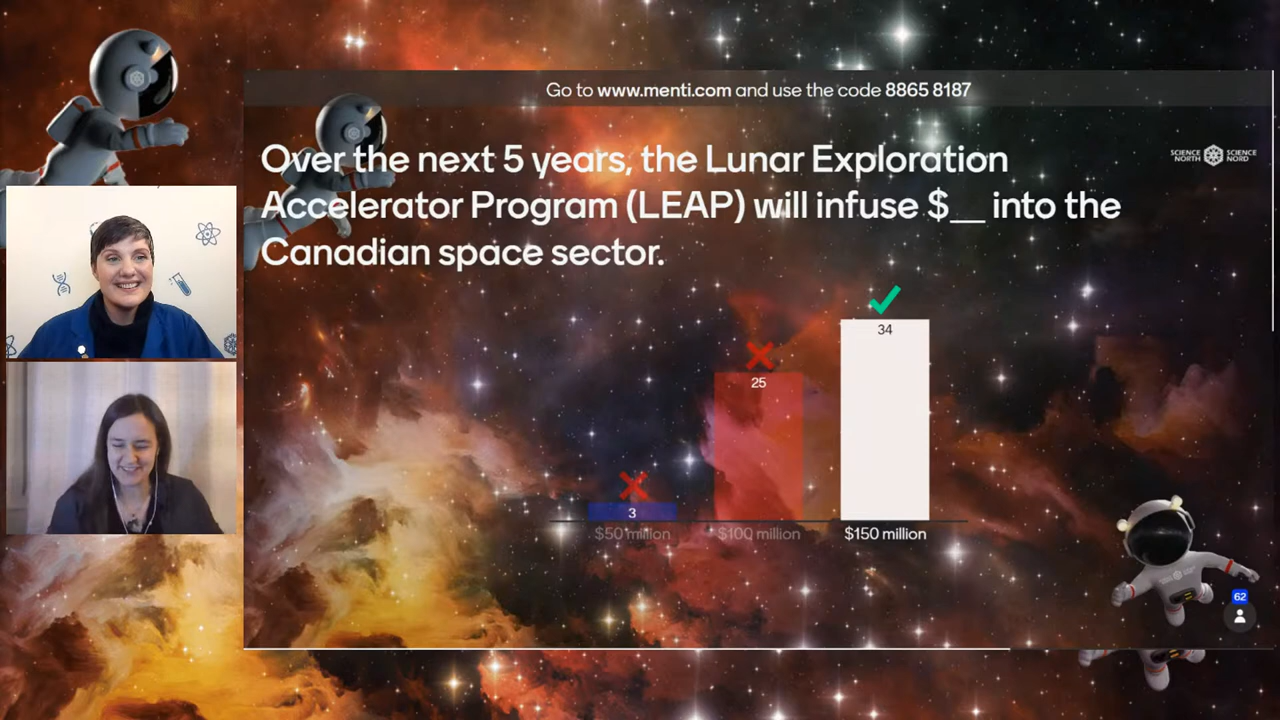 Go to www.menti.com and use the code 8865 8187
Over the next 5 years, the Lunar Exploration
Accelerator Program (LEAP) will infuse $__ into the
Canadian space sector.
SCIENCE NORTH
SCIENCE NORD
34
25
3
$50 million
$100 million
$150 million
62